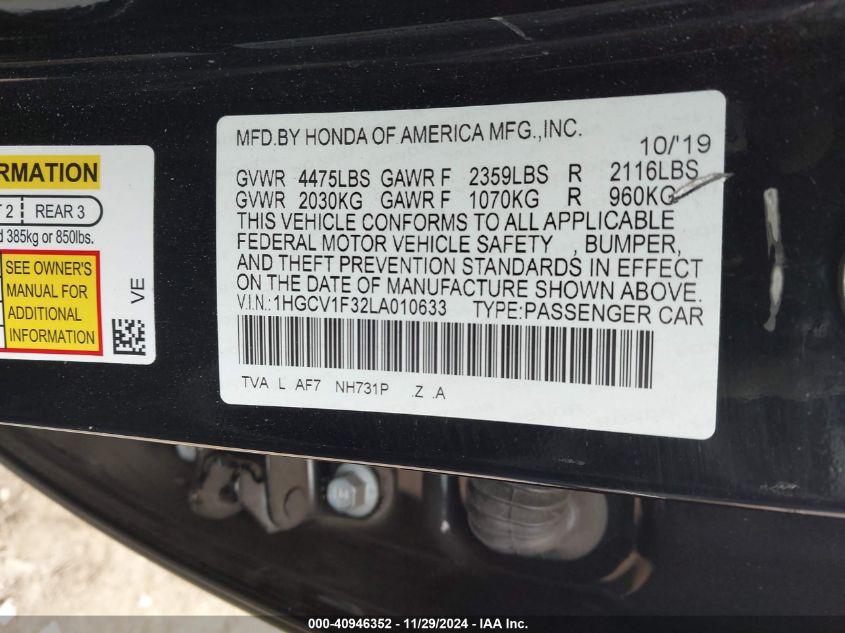 RMATION
2 REAR 3
d 385kg or 850lbs.
SEE OWNER'S
MANUAL FOR
ADDITIONAL
INFORMATION
VE
MFD.BY HONDA OF AMERICA MFG.,INC.
10/'19
GVWR 4475LBS GAWR F 2359LBS R 2116LBS
GVWR 2030KG GAWR F 1070KG R 960KG
THIS VEHICLE CONFORMS TO ALL APPLICABLE
FEDERAL MOTOR VEHICLE SAFETY , BUMPER,
AND THEFT PREVENTION STANDARDS IN EFFECT
ON THE DATE OF MANUFACTURE SHOWN ABOVE.
V.I.N.:1HGCV1F32LA010633 TYPE:PASSENGER CAR
TVA L AF7 NH731P .Z .A
000-40946352 - 11/29/2024 - IAA Inc.